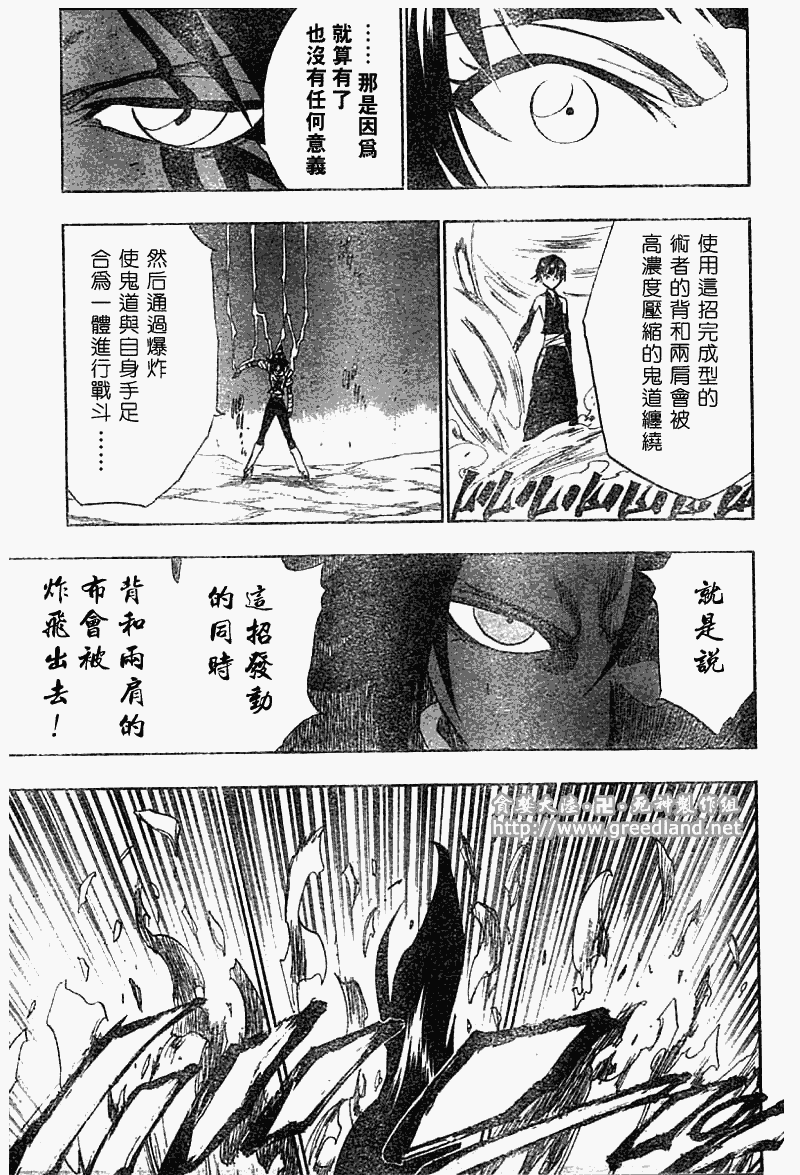 ……那是因為
就算有了
也沒有任何意義
使用這招完成型的
術者的背和兩肩會被
高濃度壓縮的鬼道纏繞
然后通過爆炸
使鬼道與自身手足
合為一體進行戰斗
……
就是說
這招發動
的同時
背和兩肩的
布會被
炸飛出去！
貪婪大陸·卍·死神製作組
http://www.greedland.net